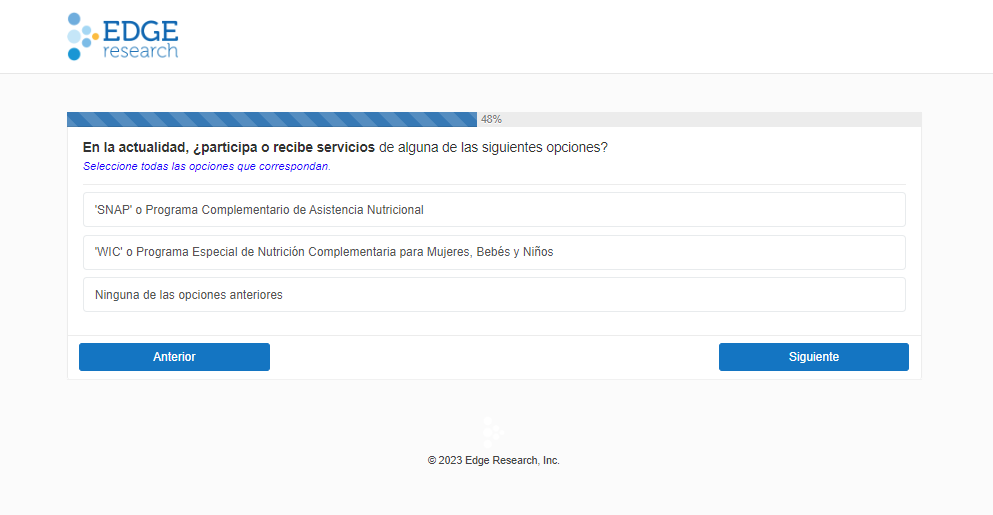 EDGE
research
48%
En la actualidad, ¿participa o recibe servicios de alguna de las siguientes opciones?
Seleccione todas las opciones que correspondan.
'SNAP' o Programa Complementario de Asistencia Nutricional
'WIC' o Programa Especial de Nutrición Complementaria para Mujeres, Bebés y Niños
Ninguna de las opciones anteriores
Anterior
Siguiente
© 2023 Edge Research, Inc.